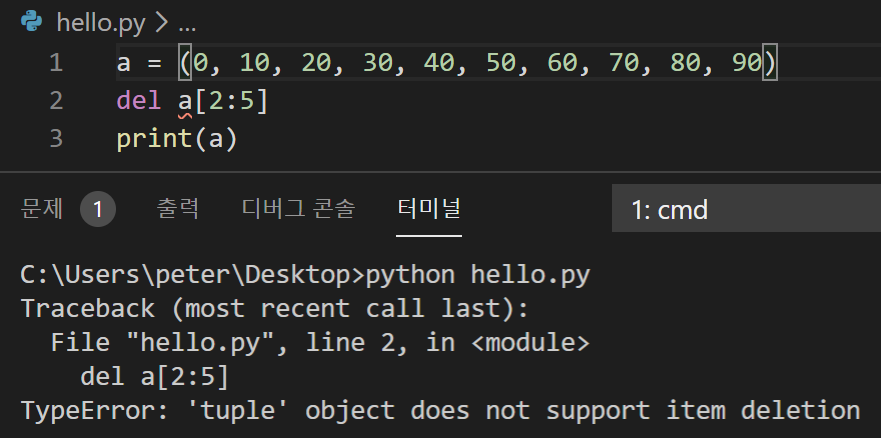 hello.py > ...
1 a = (0, 10, 20, 30, 40, 50, 60, 70, 80, 90)
2 del a[2:5]
3 print(a)
문제 1 출력 디버그 콘솔 터미널 1: cmd
C:\Users\peter\Desktop>python hello.py
Traceback (most recent call last):
  File "hello.py", line 2, in <module>
    del a[2:5]
TypeError: 'tuple' object does not support item deletion